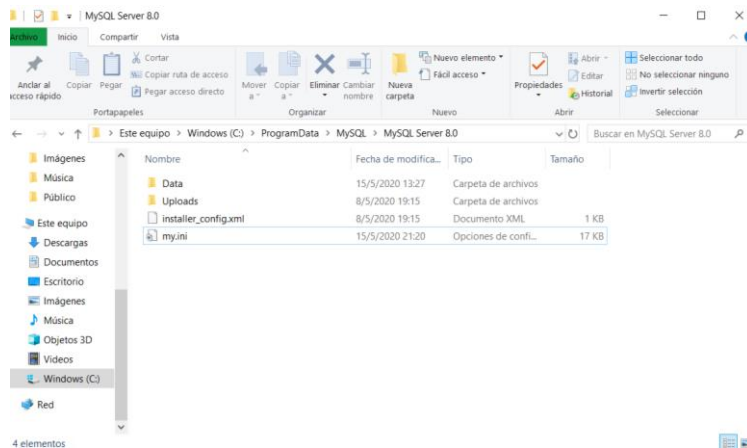 MySQL Server 8.0
Archivo Inicio Compartir Vista
Anclar al
acceso rápido
Copiar
Pegar
Cortar
Copiar ruta de acceso
Pegar acceso directo
Portapapeles
Mover
a
Copiar
a
Eliminar
Cambiar
nombre
Organizar
Nueva
carpeta
Nuevo elemento
Fácil acceso
Nuevo
Propiedades
Abrir
Editar
Historial
Abrir
Seleccionar todo
No seleccionar ninguno
Invertir selección
Seleccionar
Este equipo > Windows (C:) > ProgramData > MySQL > MySQL Server 8.0
Buscar en MySQL Server 8.0
Imágenes
Música
Público
Este equipo
Descargas
Documentos
Escritorio
Imágenes
Música
Objetos 3D
Videos
Windows (C:)
Red
Nombre Fecha de modifica... Tipo Tamaño
Data 15/5/2020 13:27 Carpeta de archivos
Uploads 8/5/2020 19:15 Carpeta de archivos
installer_config.xml 8/5/2020 19:15 Documento XML 1 KB
my.ini 15/5/2020 21:20 Opciones de confi... 17 KB
4 elementos